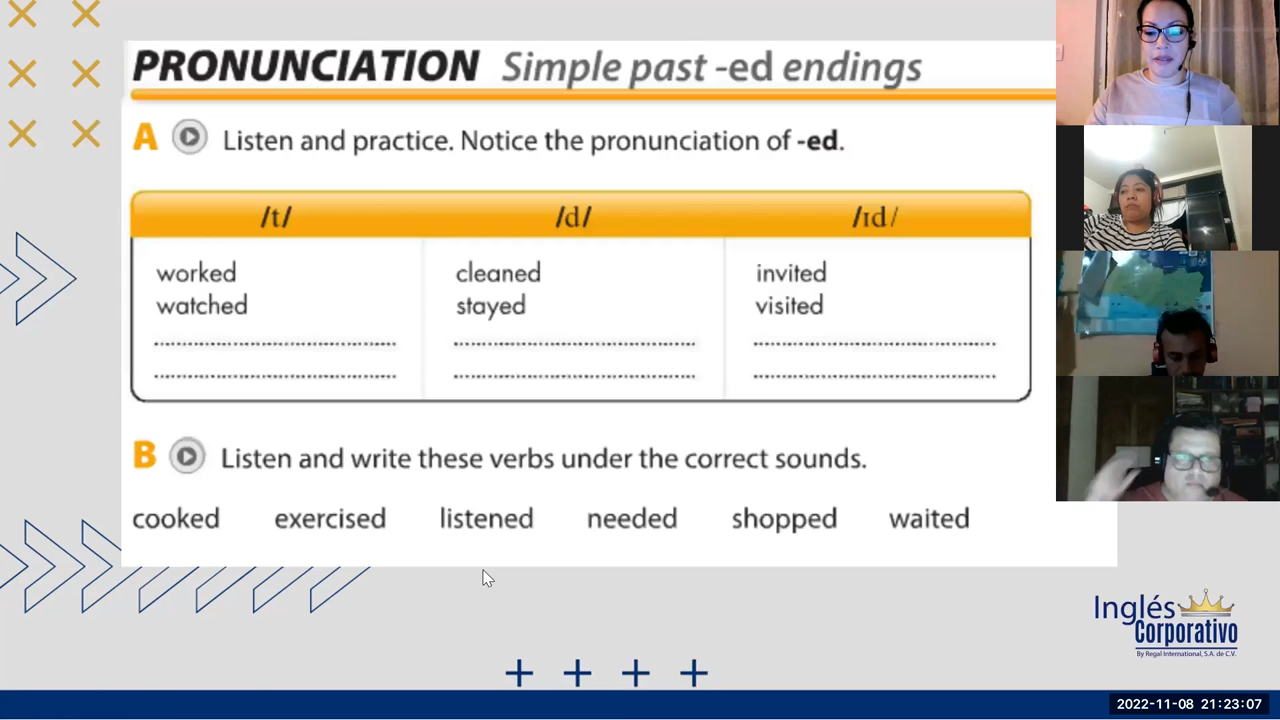 PRONUNCIATION Simple past -ed endings
A Listen and practice. Notice the pronunciation of -ed.
/t/ /d/ /ɪd/
worked cleaned invited
watched stayed visited
B Listen and write these verbs under the correct sounds.
cooked exercised listened needed shopped waited
Inglés
Corporativo
By Regal International, S.A. de C.V.
2022-11-08 21:23:07